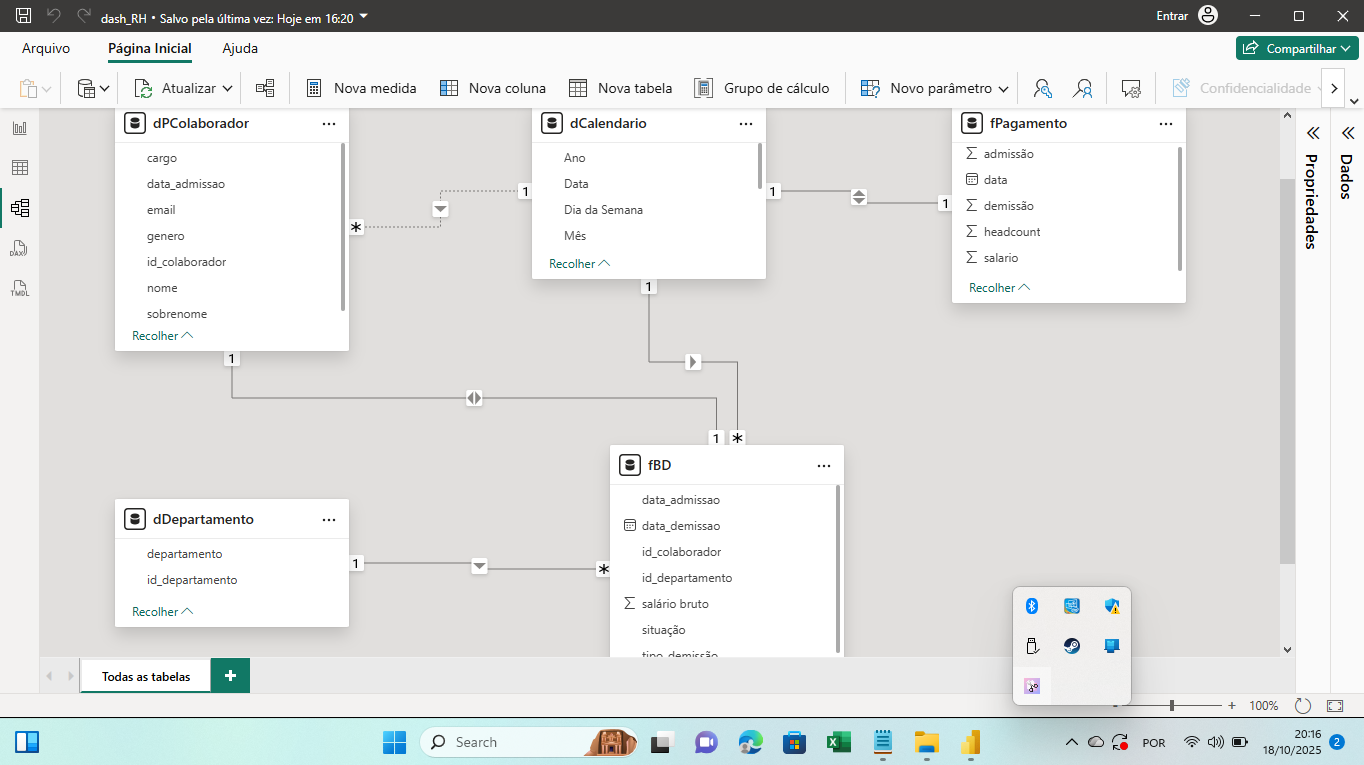 dash_RH • Salvo pela última vez: Hoje em 16:20
Entrar
Arquivo
Página Inicial
Ajuda
Compartilhar
Atualizar
Nova medida
Nova coluna
Nova tabela
Grupo de cálculo
Novo parâmetro
Confidencialidade
dPColaborador
cargo
data_admissao
email
genero
id_colaborador
nome
sobrenome
Recolher
dCalendario
Ano
Data
Dia da Semana
Mês
Recolher
fPagamento
admissão
data
demissão
headcount
salario
Recolher
Propriedades
Dados
DAX
TMDL
1
*
1
1
1
1
1
*
1
*
fBD
data_admissao
data_demissao
id_colaborador
id_departamento
salário bruto
situação
tipo_demissão
dDepartamento
departamento
id_departamento
Recolher
1
Todas as tabelas
100%
Search
POR
20:16
18/10/2025
2